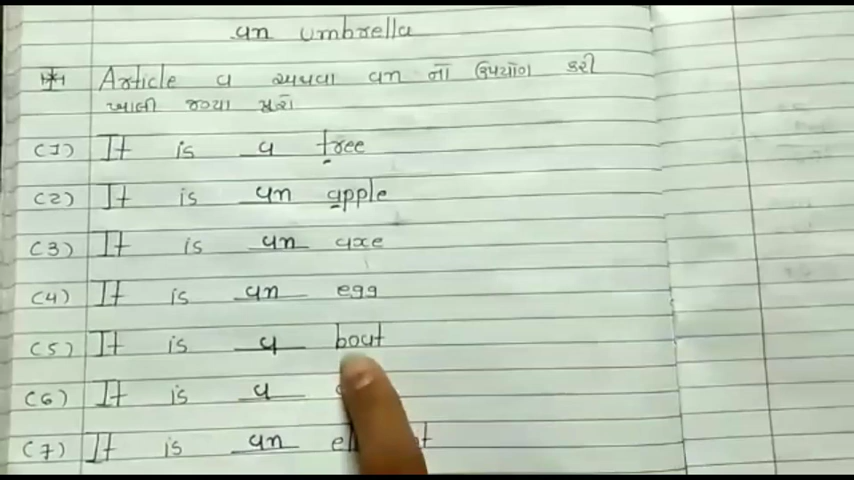 an umbrella
* Article a અથવા an નો ઉપયોગ કરી
ખાલી જગ્યા પુરો
(1) It is a tree
(2) It is an apple
(3) It is an axe
(4) It is an egg
(5) It is a boat
(6) It is a
(7) It is an